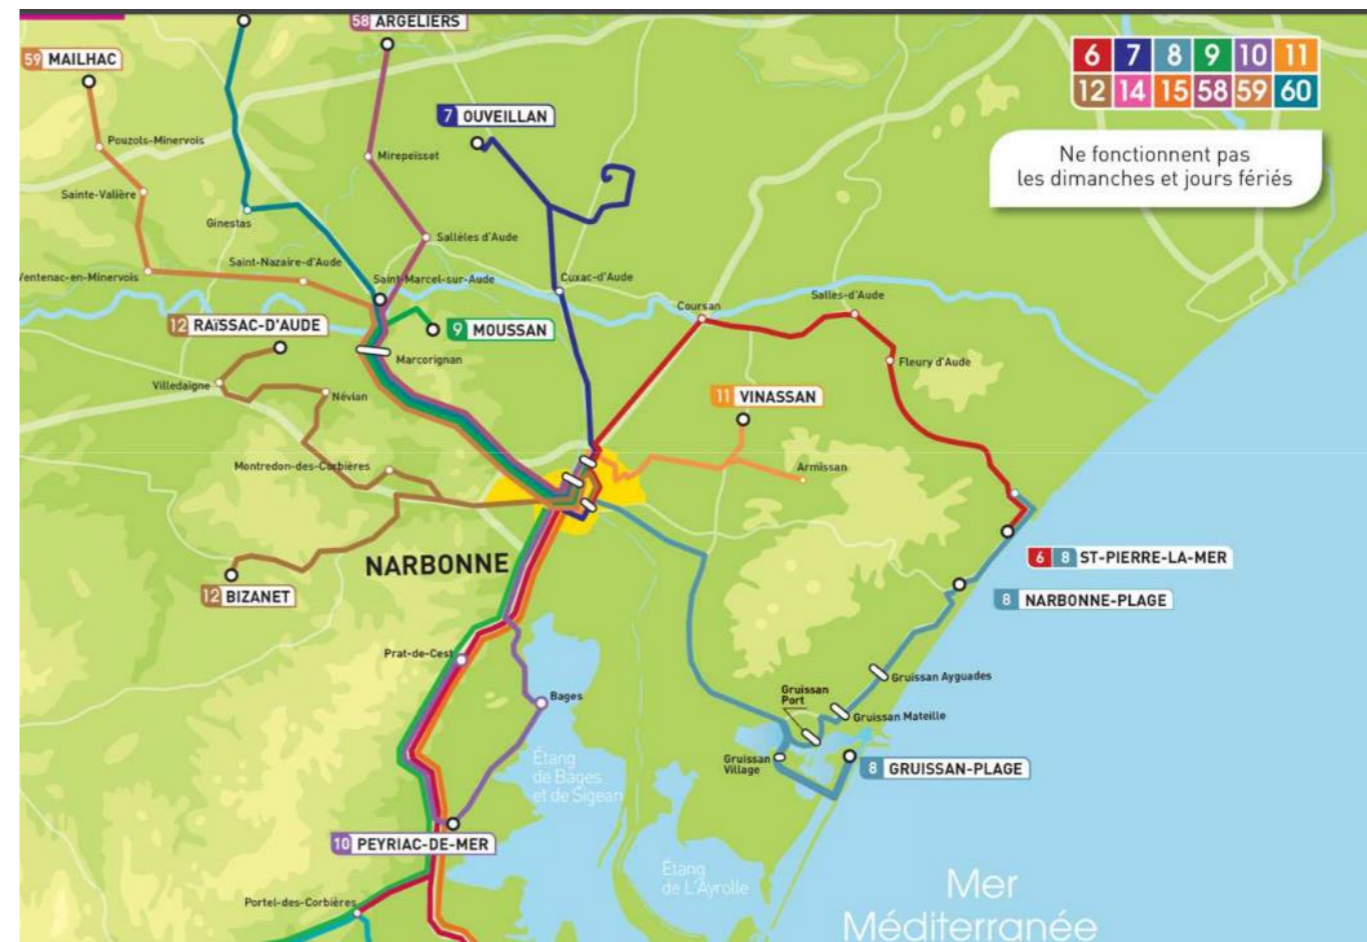 58 ARGELIERS
59 MAILHAC
6 7 8 9 10 11
12 14 15 58 59 60
7 OUVEILLAN
Ne fonctionnent pas
les dimanches et jours fériés
Pouzols-Minervois
Mirepeïsset
Sainte-Valière
Ginestas
Sallèles d'Aude
Saint-Nazaire-d'Aude
Ventenac-en-Minervois
Saint-Marcel-sur-Aude
Cuxac-d'Aude
Coursan
Salles-d'Aude
12 RAÏSSAC-D'AUDE
9 MOUSSAN
Marcorignan
Fleury d'Aude
Villedaigne
Névian
11 VINASSAN
Montredon-des-Corbières
Armissan
NARBONNE
6 8 ST-PIERRE-LA-MER
12 BIZANET
8 NARBONNE-PLAGE
Prat-de-Cest
Bages
Gruissan Ayguades
Gruissan
Port
Gruissan Mateille
Gruissan
Village
8 GRUISSAN-PLAGE
Étang
de Bages
et de Sigean
10 PEYRIAC-DE-MER
Étang
de L'Ayrolle
Mer
Méditerranée
Portel-des-Corbières